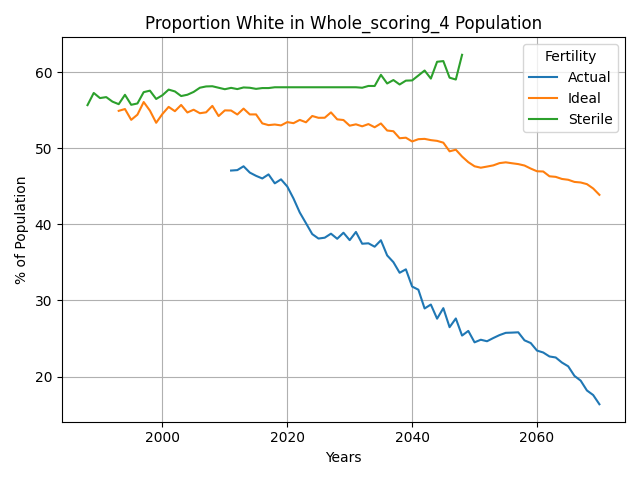 Proportion White in Whole_scoring_4 Population
Fertility
Actual
Ideal
Sterile
% of Population
60
50
40
30
20
2000
2020
2040
2060
Years